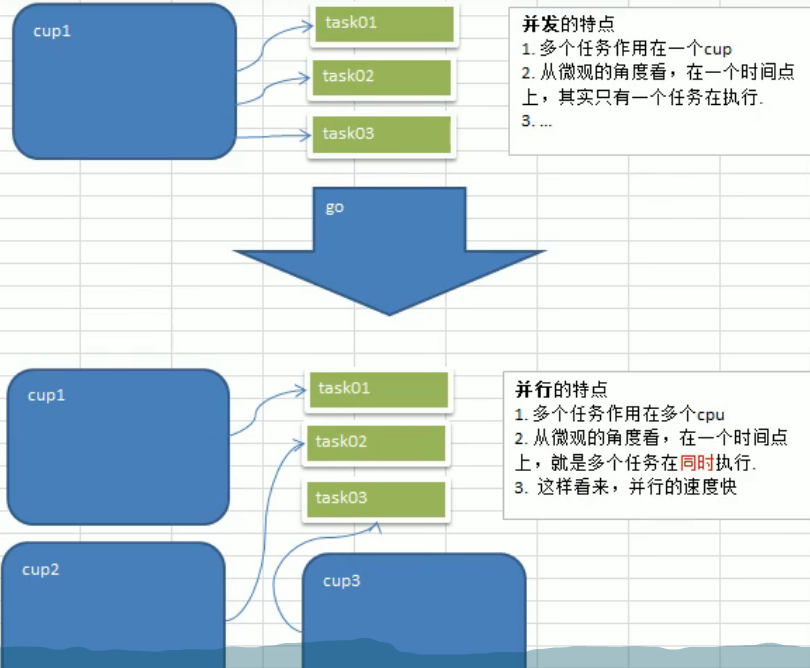 cup1
task01
task02
task03
并发的特点
1. 多个任务作用在一个cup
2. 从微观的角度看，在一个时间点
上，其实只有一个任务在执行.
3. ...
go
cup1
task01
task02
task03
并行的特点
1. 多个任务作用在多个cpu
2. 从微观的角度看，在一个时间点
上，就是多个任务在同时执行.
3. 这样看来，并行的速度快
cup2
cup3